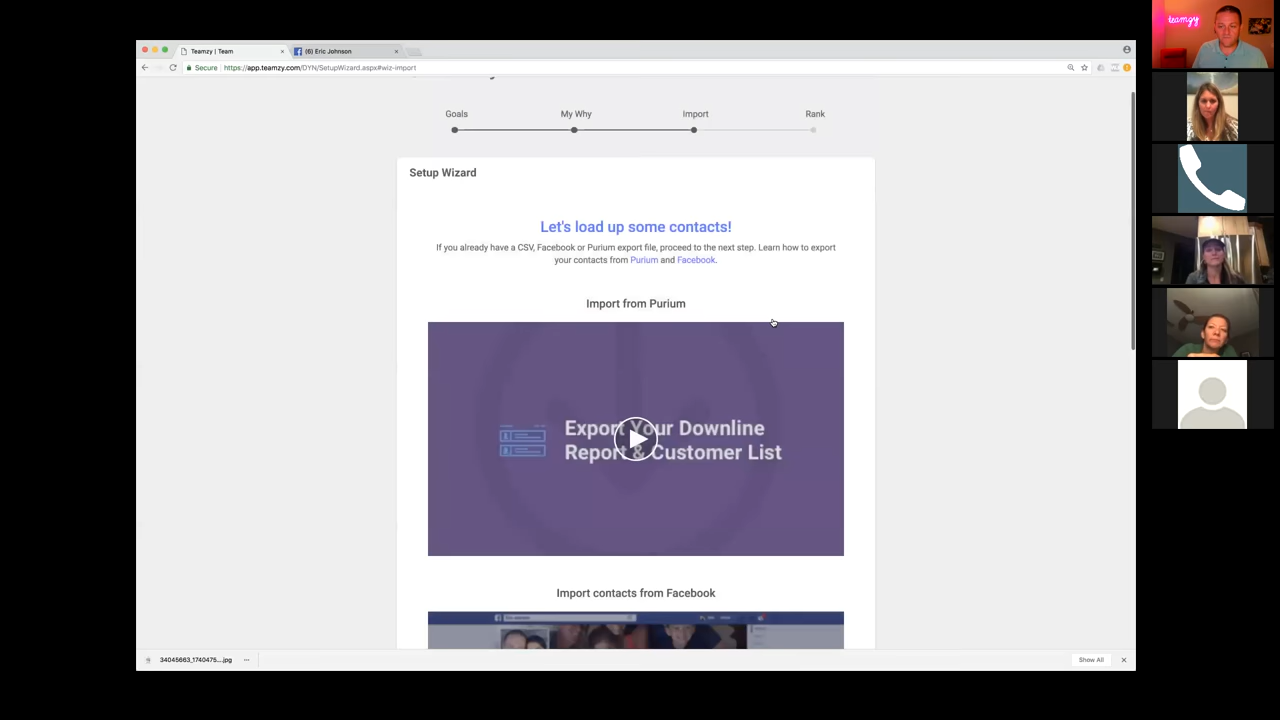 teamzy
Teamzy | Team
(6) Eric Johnson
Secure
https://app.teamzy.com/DYN/SetupWizard.aspx#wiz-import
Goals
My Why
Import
Rank
Setup Wizard
Let's load up some contacts!
If you already have a CSV, Facebook or Purium export file, proceed to the next step. Learn how to export
your contacts from Purium and Facebook.
Import from Purium
Export Your Downline
Report & Customer List
Import contacts from Facebook
34045663_1740475....jpg
Show All